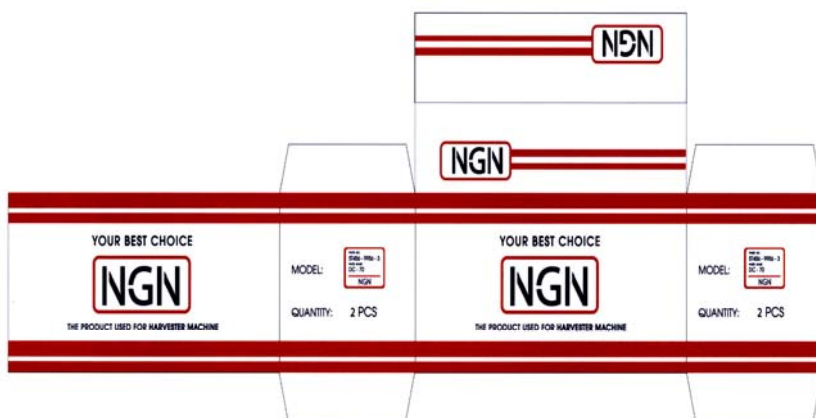 NGN
NGN
YOUR BEST CHOICE
NGN
THE PRODUCT USED FOR HARVESTER MACHINE
MODEL:
DC - 70
NGN
QUANTITY: 2 PCS
YOUR BEST CHOICE
NGN
THE PRODUCT USED FOR HARVESTER MACHINE
MODEL:
DC - 70
NGN
QUANTITY: 2 PCS